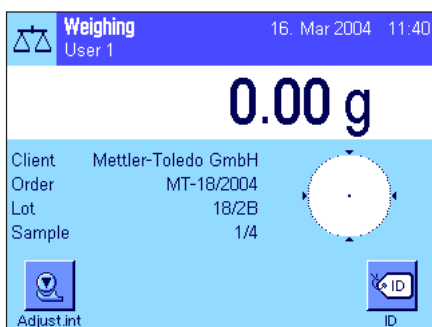 Weighing 16. Mar 2004 11:40
User 1
0.00 g
Client Mettler-Toledo GmbH
Order MT-18/2004
Lot 18/2B
Sample 1/4
ID
Adjust.int ID